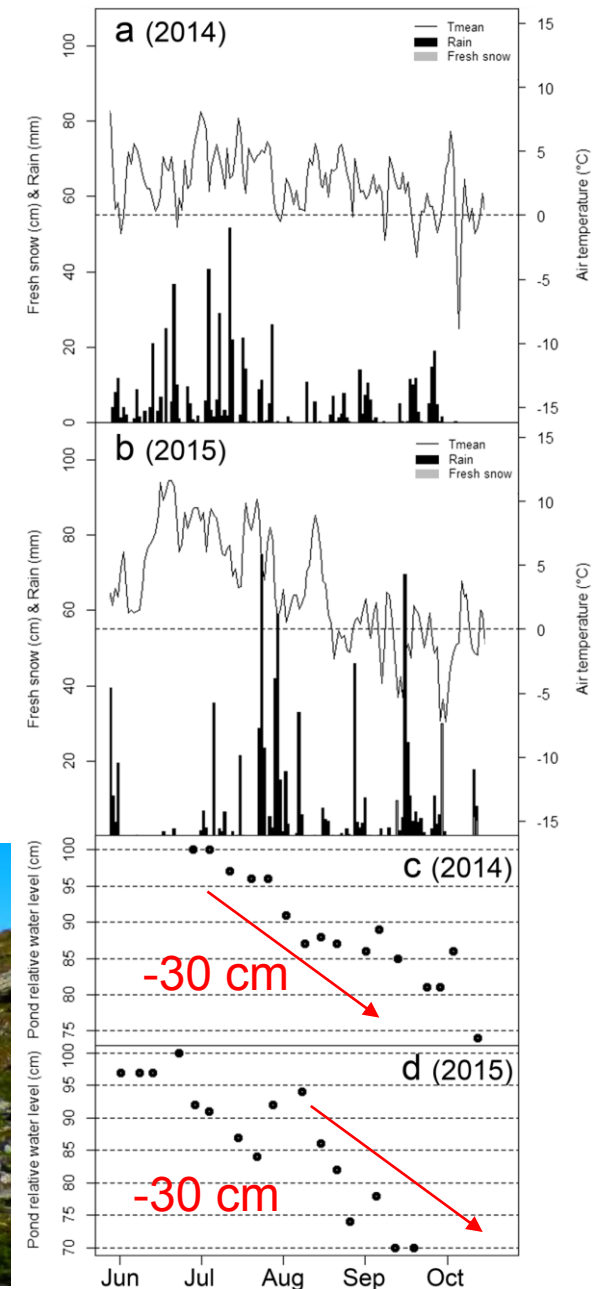 a (2014)
Tmean
Rain
Fresh snow
Fresh snow (cm) & Rain (mm)
100
80
60
40
20
0
15
10
5
0
-5
-10
-15
Air temperature (°C)
b (2015)
Tmean
Rain
Fresh snow
Fresh snow (cm) & Rain (mm)
100
80
60
40
20
15
10
5
0
-5
-10
-15
Air temperature (°C)
c (2014)
Pond relative water level (cm)
100
95
90
85
80
75
-30 cm
d (2015)
Pond relative water level (cm)
100
95
90
85
80
75
70
-30 cm
Jun Jul Aug Sep Oct